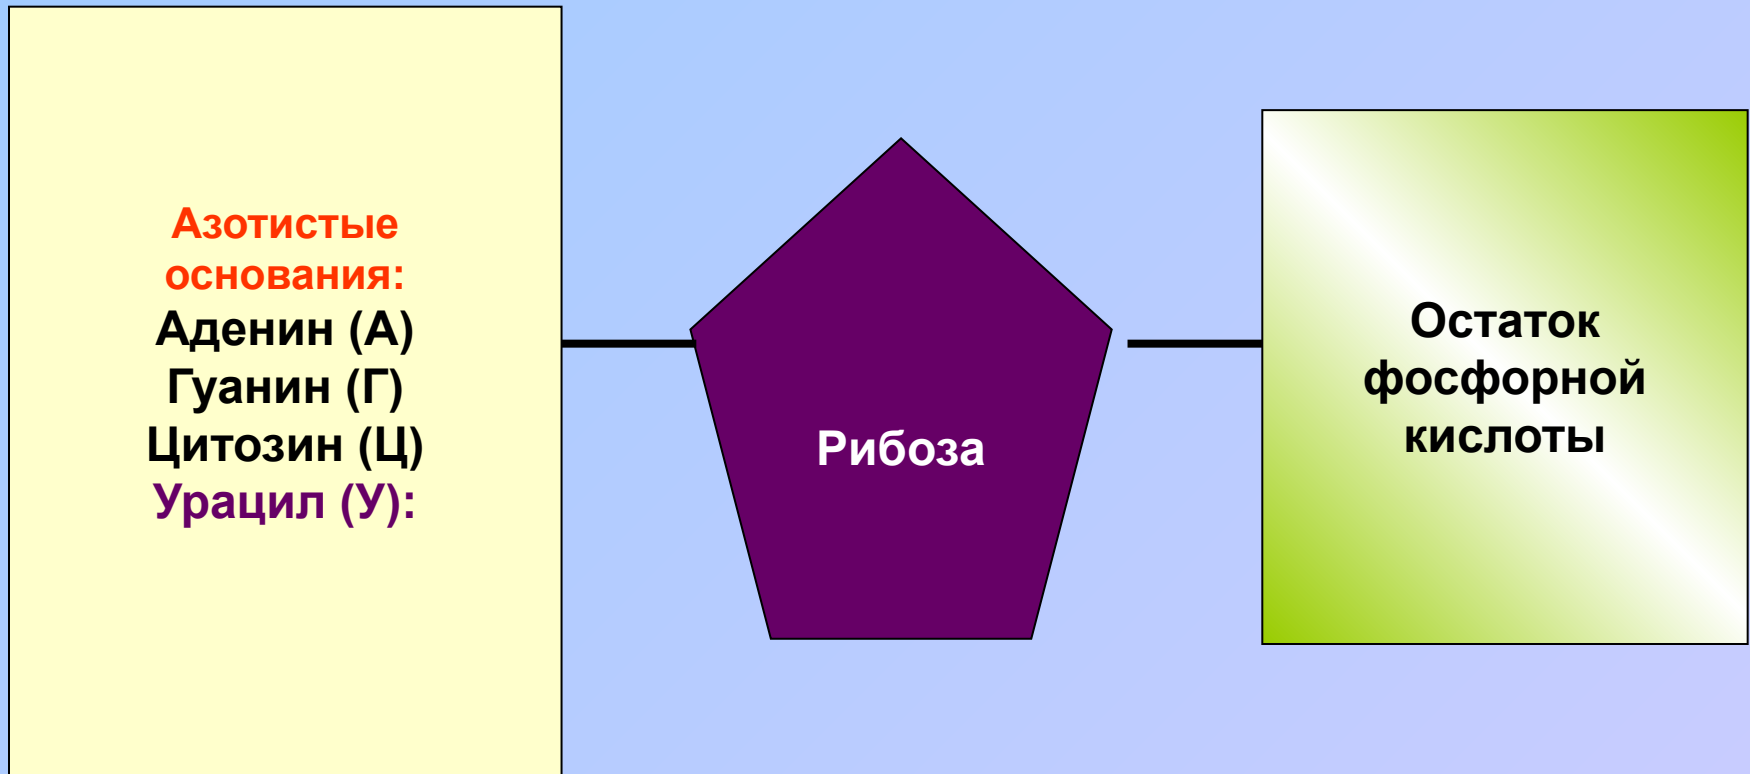 Азотистые
основания:
Аденин (А)
Гуанин (Г)
Цитозин (Ц)
Урацил (У):
Рибоза
Остаток
фосфорной
кислоты